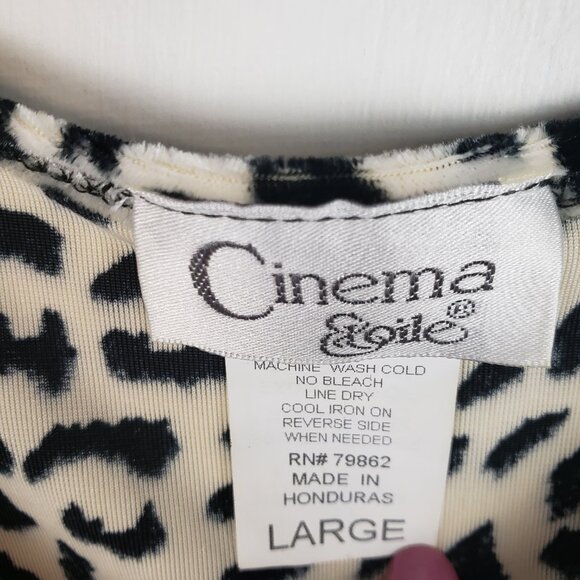 Cinema
Etoile®
MACHINE WASH COLD
NO BLEACH
LINE DRY
COOL IRON ON
REVERSE SIDE
WHEN NEEDED
RN# 79862
MADE IN
HONDURAS
LARGE